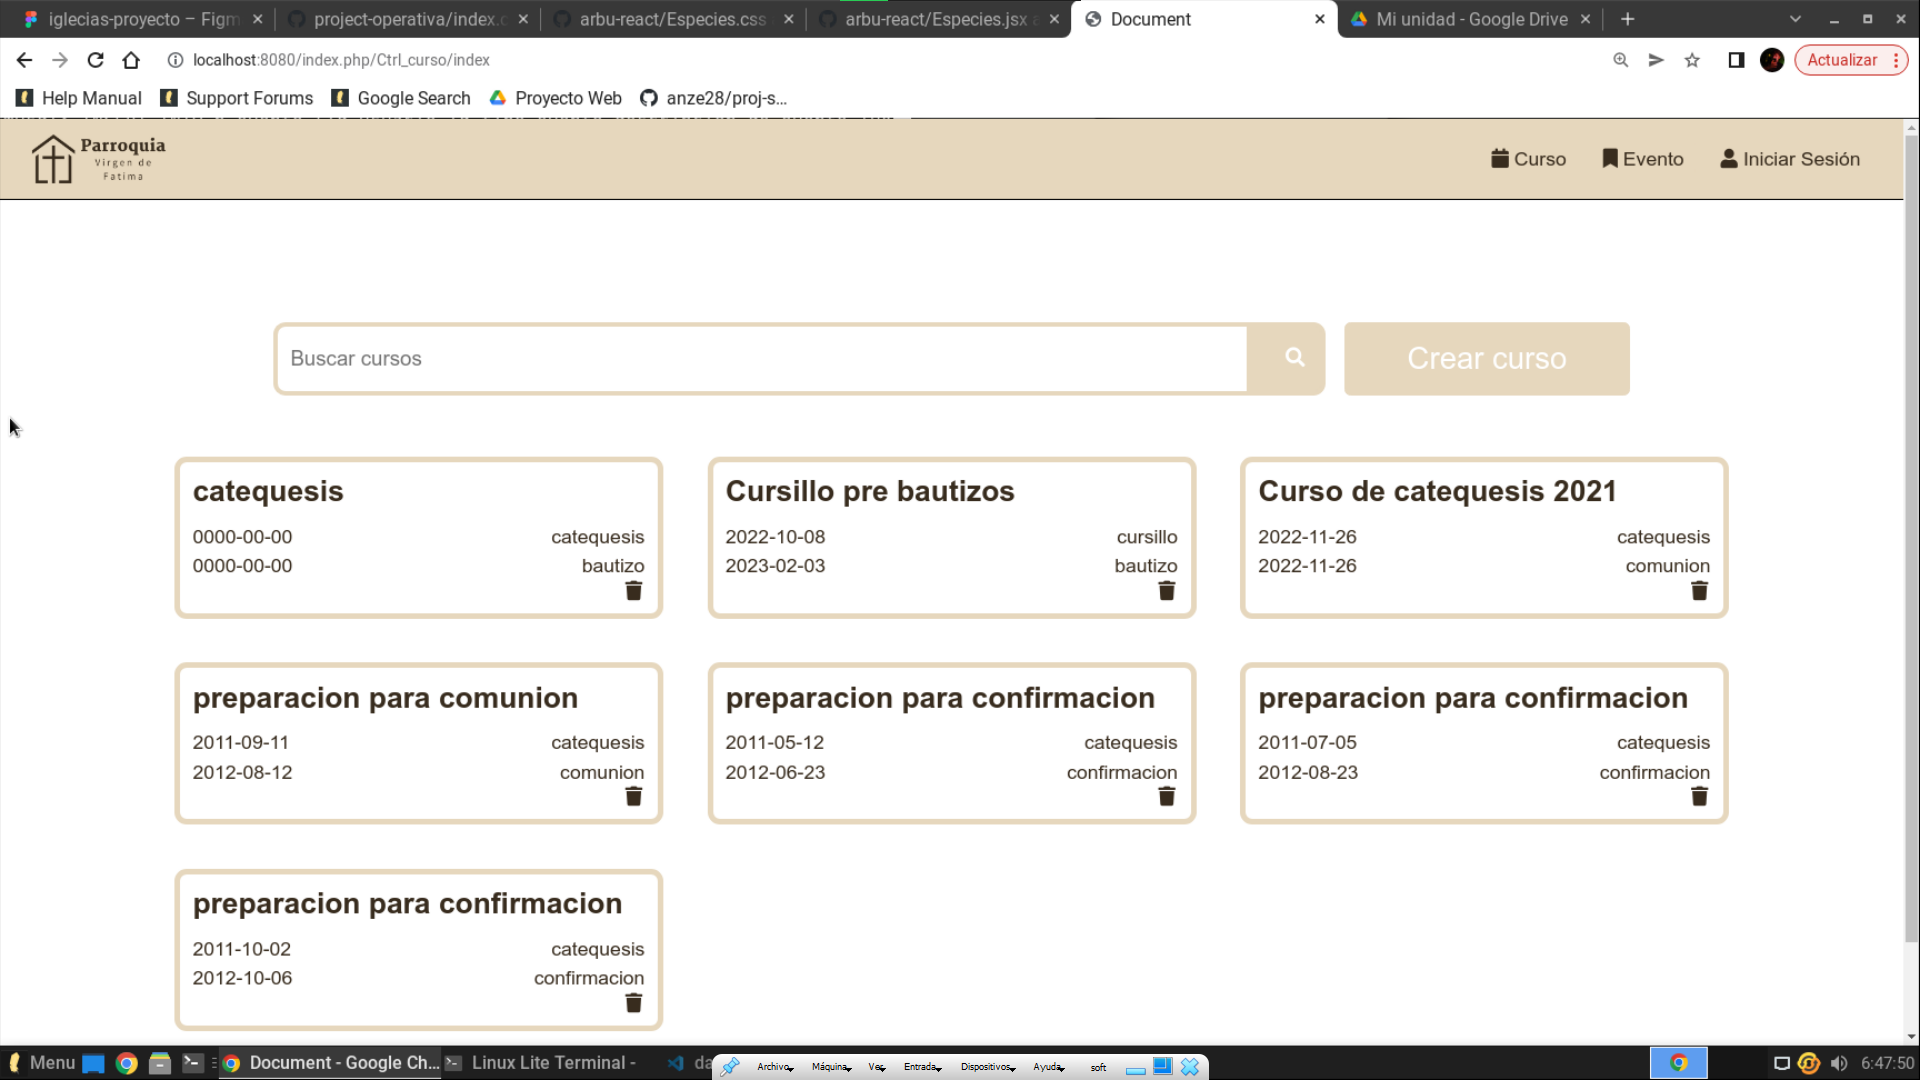 iglecias-proyecto – Figm
project-operativa/index.c
arbu-react/Especies.css
arbu-react/Especies.jsx a
Document
Mi unidad - Google Drive
localhost:8080/index.php/Ctrl_curso/index
Actualizar
Help Manual
Support Forums
Google Search
Proyecto Web
anze28/proj-s...
Parroquia
Virgen de
Fatima
Curso
Evento
Iniciar Sesión
Buscar cursos
Crear curso
catequesis
0000-00-00 catequesis
0000-00-00 bautizo
Cursillo pre bautizos
2022-10-08 cursillo
2023-02-03 bautizo
Curso de catequesis 2021
2022-11-26 catequesis
2022-11-26 comunion
preparacion para comunion
2011-09-11 catequesis
2012-08-12 comunion
preparacion para confirmacion
2011-05-12 catequesis
2012-06-23 confirmacion
preparacion para confirmacion
2011-07-05 catequesis
2012-08-23 confirmacion
preparacion para confirmacion
2011-10-02 catequesis
2012-10-06 confirmacion
Menu
Document - Google Ch...
Linux Lite Terminal -
da
Archivo
Máquina
Ver
Entrada
Dispositivos
Ayuda
soft
6:47:50